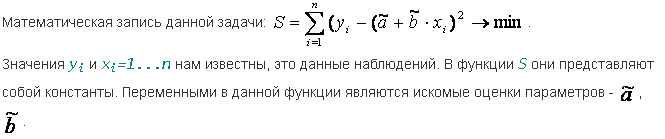 Математическая запись данной задачи: $S = \sum_{i=1}^{n} (y_i - (\tilde{a} + \tilde{b} \cdot x_i)^2 \to \min$ .
Значения $y_i$ и $x_i$=1...n нам известны, это данные наблюдений. В функции S они представляют
собой константы. Переменными в данной функции являются искомые оценки параметров - $\tilde{a}$ ,
$\tilde{b}$ .